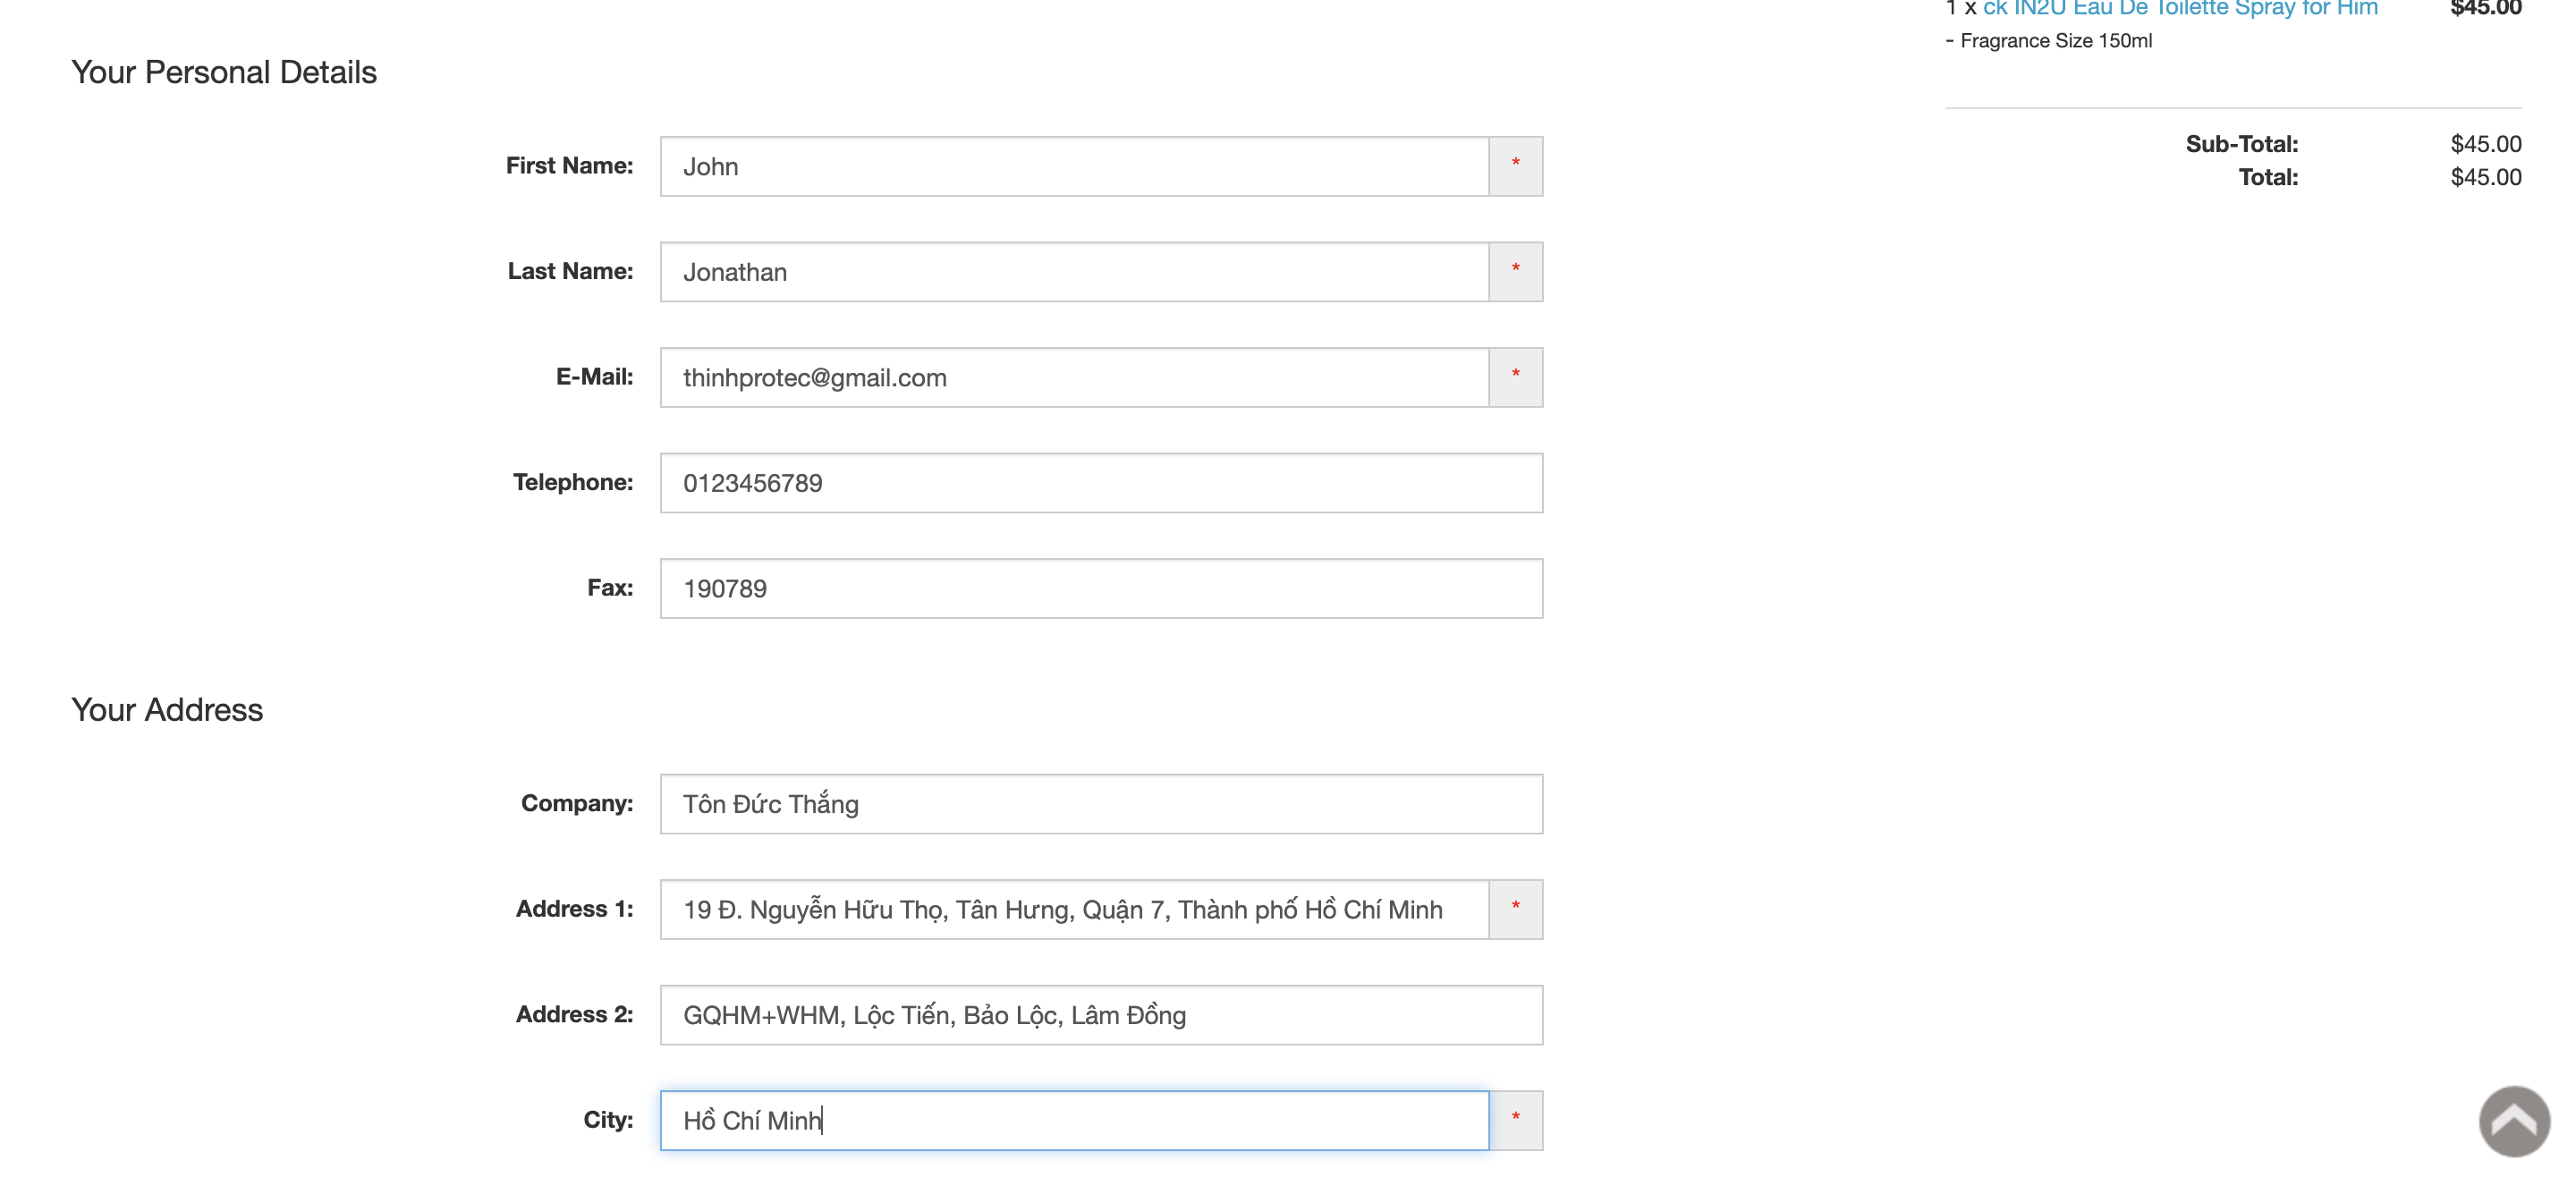 1 x ck IN2U Eau De Toilette Spray for Him $45.00
- Fragrance Size 150ml
Your Personal Details
Sub-Total: $45.00
Total: $45.00
First Name: John *
Last Name: Jonathan *
E-Mail: thinhprotec@gmail.com *
Telephone: 0123456789
Fax: 190789
Your Address
Company: Tôn Đức Thắng
Address 1: 19 Đ. Nguyễn Hữu Thọ, Tân Hưng, Quận 7, Thành phố Hồ Chí Minh *
Address 2: GQHM+WHM, Lộc Tiến, Bảo Lộc, Lâm Đồng
City: Hồ Chí Minh *